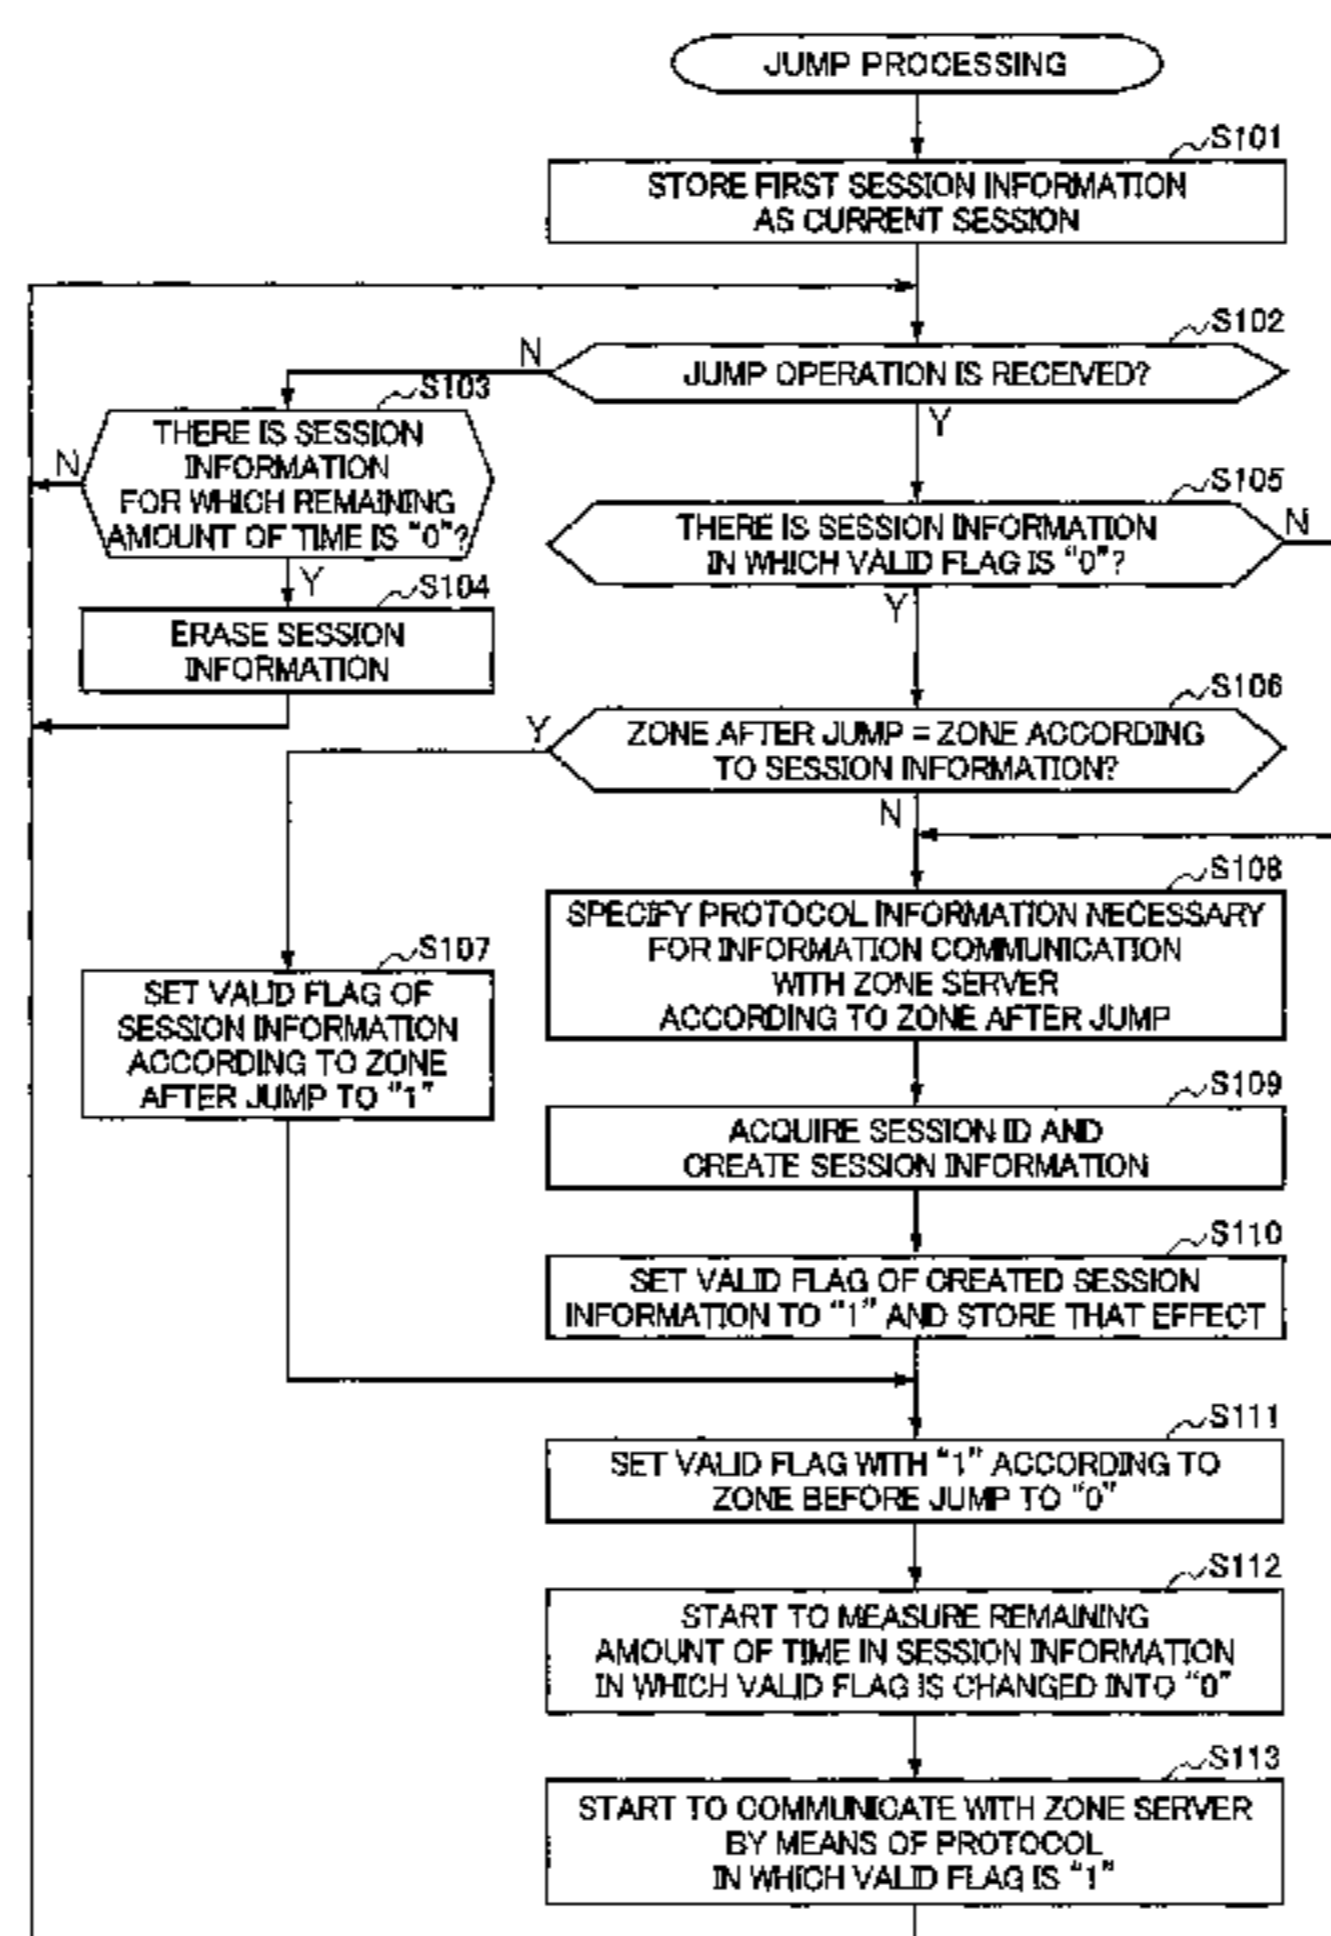 JUMP PROCESSING
S101
STORE FIRST SESSION INFORMATION
AS CURRENT SESSION
S102
N
JUMP OPERATION IS RECEIVED?
Y
S103
THERE IS SESSION
INFORMATION
FOR WHICH REMAINING
AMOUNT OF TIME IS "0"?
N
Y
S104
ERASE SESSION
INFORMATION
S105
THERE IS SESSION INFORMATION
IN WHICH VALID FLAG IS "0"?
N
Y
S106
Y
ZONE AFTER JUMP = ZONE ACCORDING
TO SESSION INFORMATION?
N
S107
SET VALID FLAG OF
SESSION INFORMATION
ACCORDING TO ZONE
AFTER JUMP TO "1"
S108
SPECIFY PROTOCOL INFORMATION NECESSARY
FOR INFORMATION COMMUNICATION
WITH ZONE SERVER
ACCORDING TO ZONE AFTER JUMP
S109
ACQUIRE SESSION ID AND
CREATE SESSION INFORMATION
S110
SET VALID FLAG OF CREATED SESSION
INFORMATION TO "1" AND STORE THAT EFFECT
S111
SET VALID FLAG WITH "1" ACCORDING TO
ZONE BEFORE JUMP TO "0"
S112
START TO MEASURE REMAINING
AMOUNT OF TIME IN SESSION INFORMATION
IN WHICH VALID FLAG IS CHANGED INTO "0"
S113
START TO COMMUNICATE WITH ZONE SERVER
BY MEANS OF PROTOCOL
IN WHICH VALID FLAG IS "1"